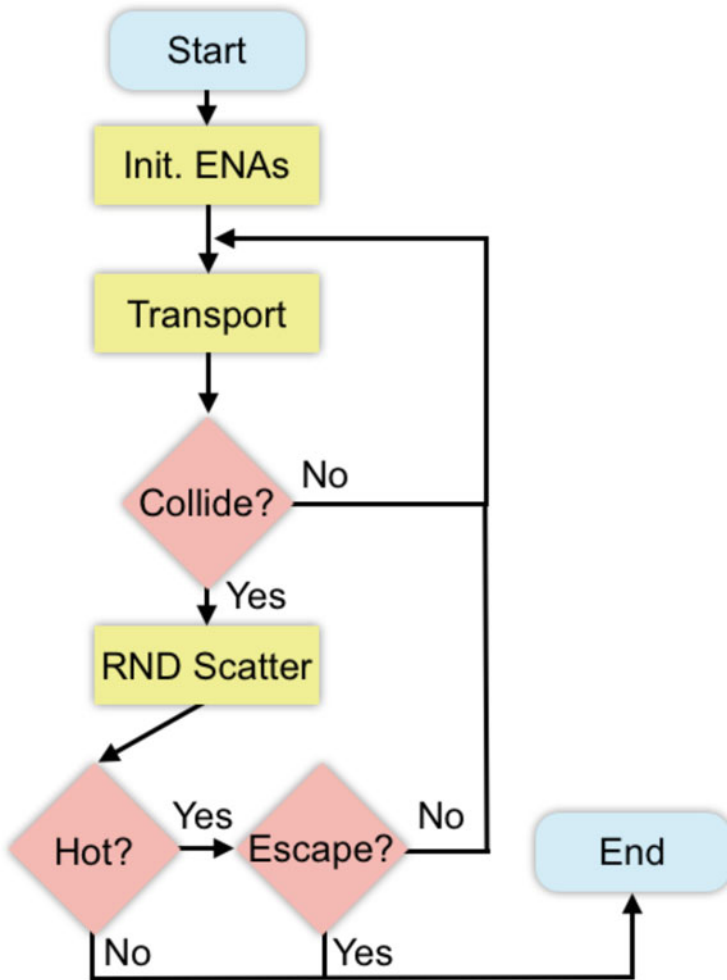 Start
Init. ENAs
Transport
Collide?
No
Yes
RND Scatter
Hot?
Yes
Escape?
No
End
No
Yes